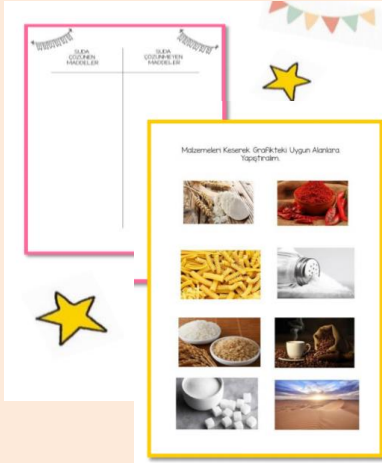 SUDA
ÇÖZÜNEN
MADDELER
SUDA
ÇÖZÜNMEYEN
MADDELER
Malzemeleri Keserek Grafikteki Uygun Alanlara
Yapıştıralım.